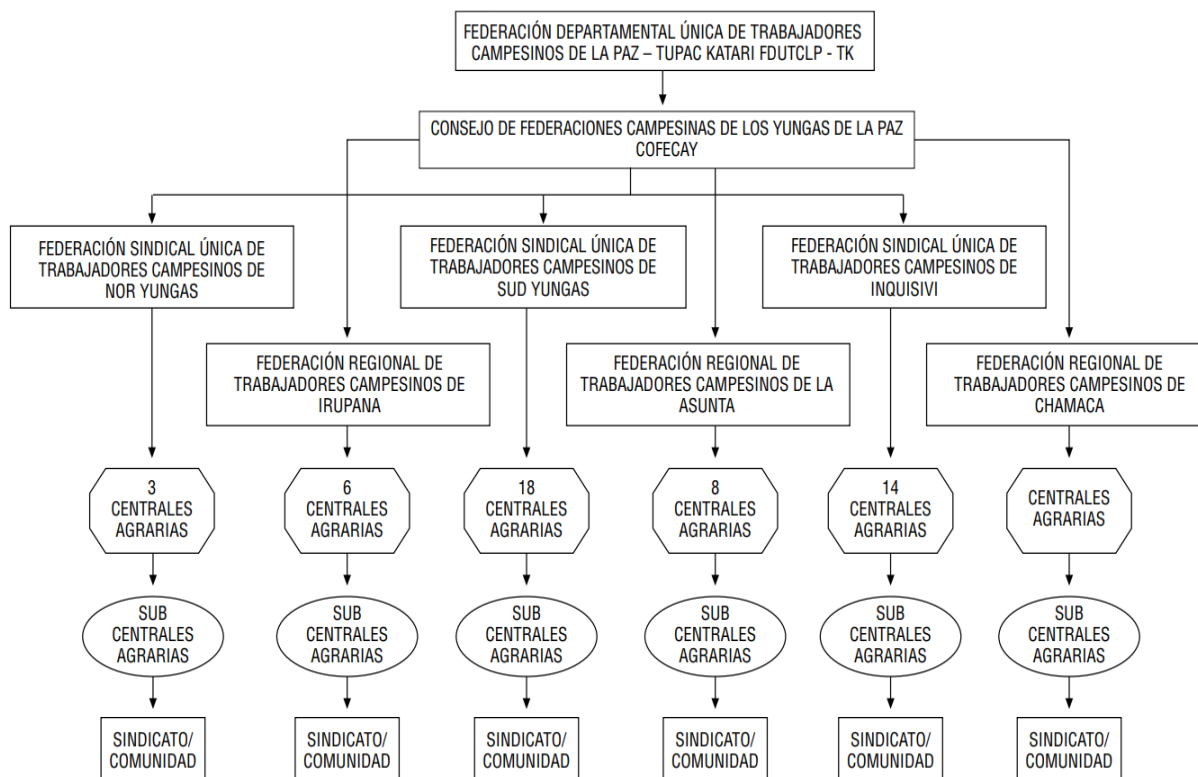 FEDERACIÓN DEPARTAMENTAL ÚNICA DE TRABAJADORES
CAMPESINOS DE LA PAZ – TUPAC KATARI FDUTCLP - TK
CONSEJO DE FEDERACIONES CAMPESINAS DE LOS YUNGAS DE LA PAZ
COFECAY
FEDERACIÓN SINDICAL ÚNICA DE
TRABAJADORES CAMPESINOS DE
NOR YUNGAS
FEDERACIÓN SINDICAL ÚNICA DE
TRABAJADORES CAMPESINOS DE
SUD YUNGAS
FEDERACIÓN SINDICAL ÚNICA DE
TRABAJADORES CAMPESINOS DE
INQUISIVI
FEDERACIÓN REGIONAL DE
TRABAJADORES CAMPESINOS DE
IRUPANA
FEDERACIÓN REGIONAL DE
TRABAJADORES CAMPESINOS DE LA
ASUNTA
FEDERACIÓN REGIONAL DE
TRABAJADORES CAMPESINOS DE
CHAMACA
3
CENTRALES
AGRARIAS
6
CENTRALES
AGRARIAS
18
CENTRALES
AGRARIAS
8
CENTRALES
AGRARIAS
14
CENTRALES
AGRARIAS
CENTRALES
AGRARIAS
SUB
CENTRALES
AGRARIAS
SUB
CENTRALES
AGRARIAS
SUB
CENTRALES
AGRARIAS
SUB
CENTRALES
AGRARIAS
SUB
CENTRALES
AGRARIAS
SUB
CENTRALES
AGRARIAS
SINDICATO/
COMUNIDAD
SINDICATO/
COMUNIDAD
SINDICATO/
COMUNIDAD
SINDICATO/
COMUNIDAD
SINDICATO/
COMUNIDAD
SINDICATO/
COMUNIDAD